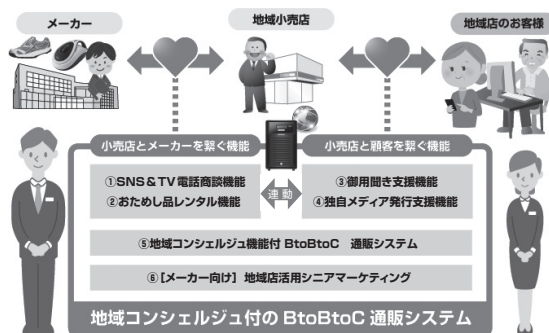 メーカー
地域小売店
地域店のお客様
小売店とメーカーを繋ぐ機能
小売店と顧客を繋ぐ機能
①SNS＆TV電話商談機能
②おためし品レンタル機能
連動
③御用聞き支援機能
④独自メディア発行支援機能
⑤地域コンシェルジュ機能付 BtoBtoC　通販システム
⑥［メーカー向け］地域店活用シニアマーケティング
地域コンシェルジュ付の BtoBtoC 通販システム